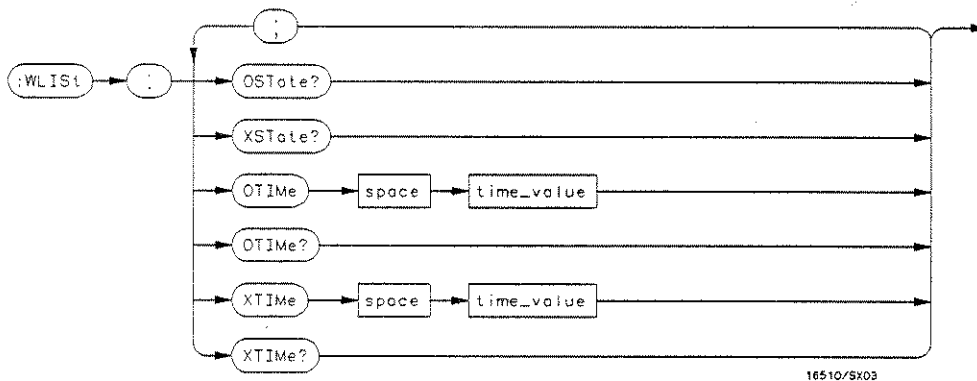 ;
:WLISt : OSTate?
XSTate?
OTIMe space time_value
OTIMe?
XTIMe space time_value
XTIMe?
16510/SX03